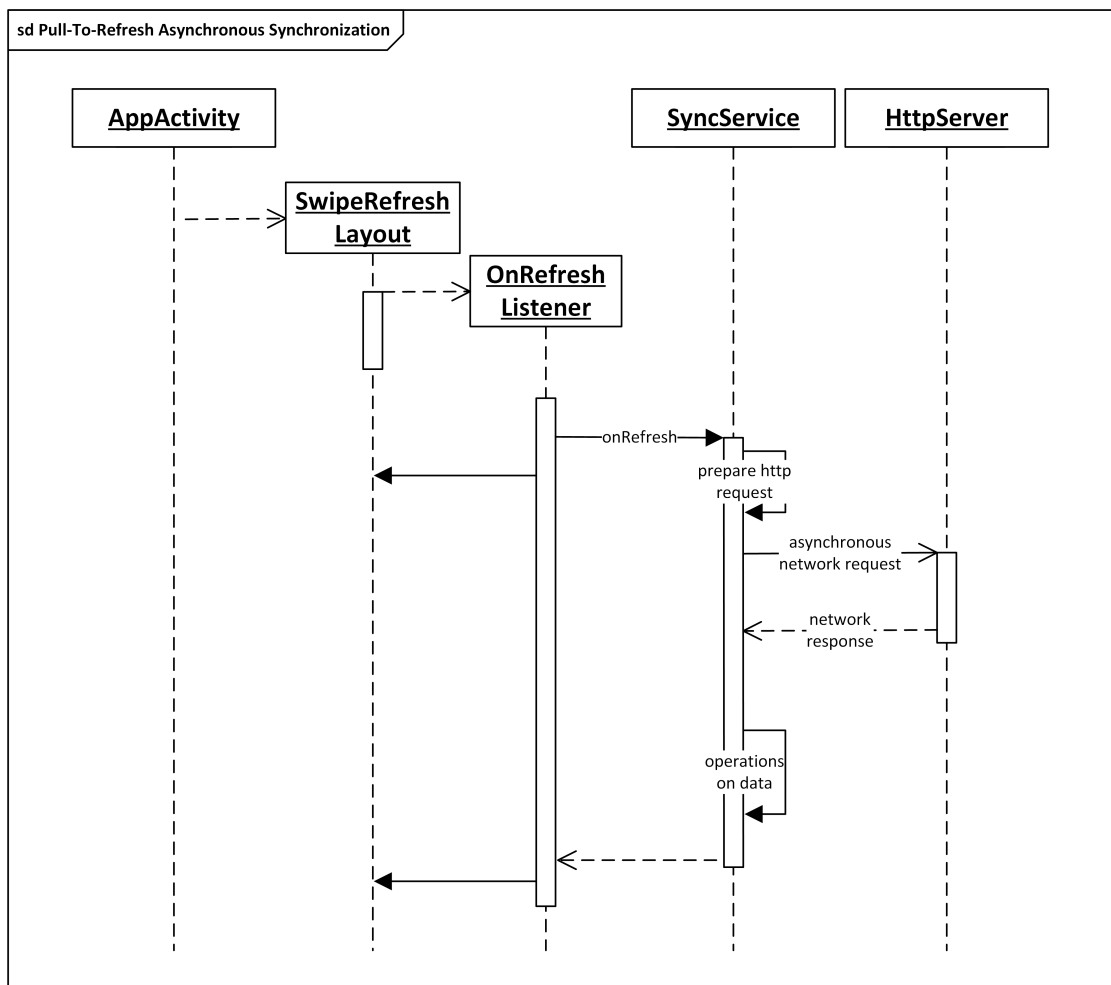 sd Pull-To-Refresh Asynchronous Synchronization
AppActivity
SyncService
HttpServer
SwipeRefresh
Layout
OnRefresh
Listener
onRefresh
prepare http
request
asynchronous
network request
network
response
operations
on data